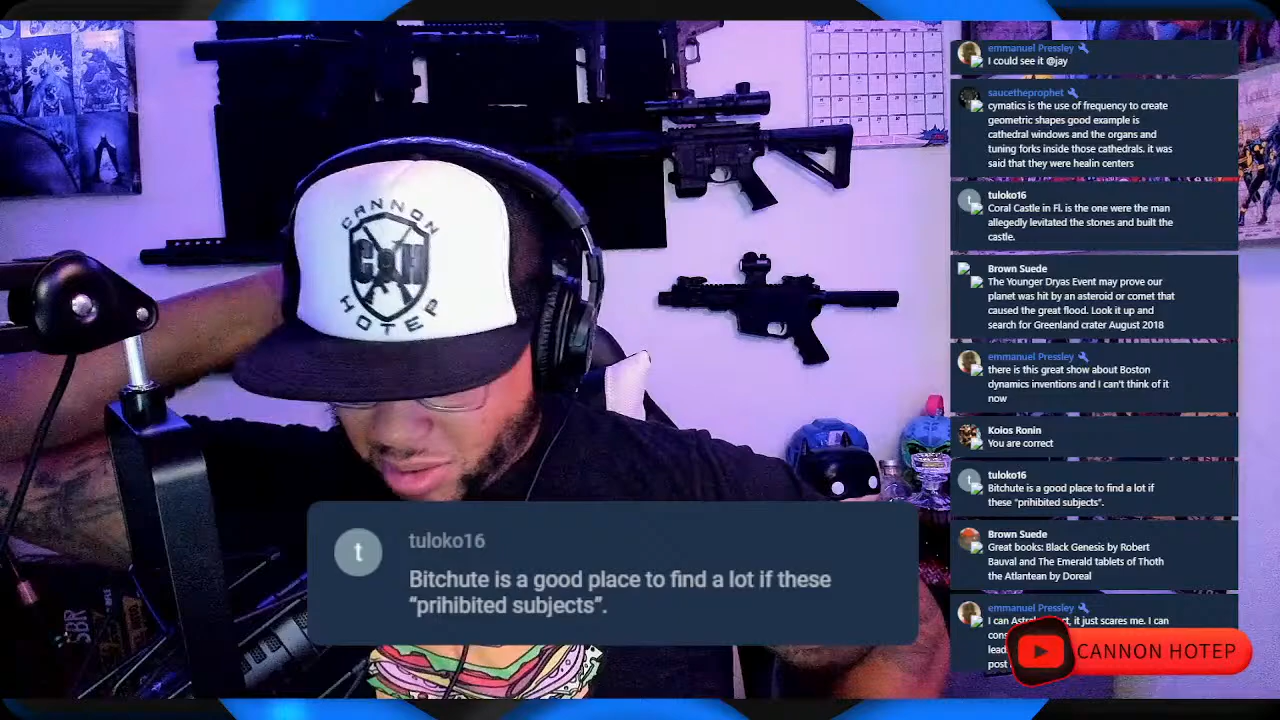 CANNON
CH
HOTEP
SBR
tuloko16
Bitchute is a good place to find a lot if these
“prihibited subjects”.
emmanuel Pressley
I could see it @jay
saucetheprophet
cymatics is the use of frequency to create
geometric shapes good example is
cathedral windows and the organs and
tuning forks inside those cathedrals. it was
said that they were healin centers
t
tuloko16
Coral Castle in Fl. is the one were the man
allegedly levitated the stones and built the
castle.
Brown Suede
The Younger Dryas Event may prove our
planet was hit by an asteroid or comet that
caused the great flood. Look it up and
search for Greenland crater August 2018
emmanuel Pressley
there is this great show about Boston
dynamics inventions and I can't think of it
now
Koios Ronin
You are correct
t
tuloko16
Bitchute is a good place to find a lot if
these “prihibited subjects”.
Brown Suede
Great books: Black Genesis by Robert
Bauval and The Emerald tablets of Thoth
the Atlantean by Doreal
emmanuel Pressley
I can it just scares me. I can
post
CANNON HOTEP